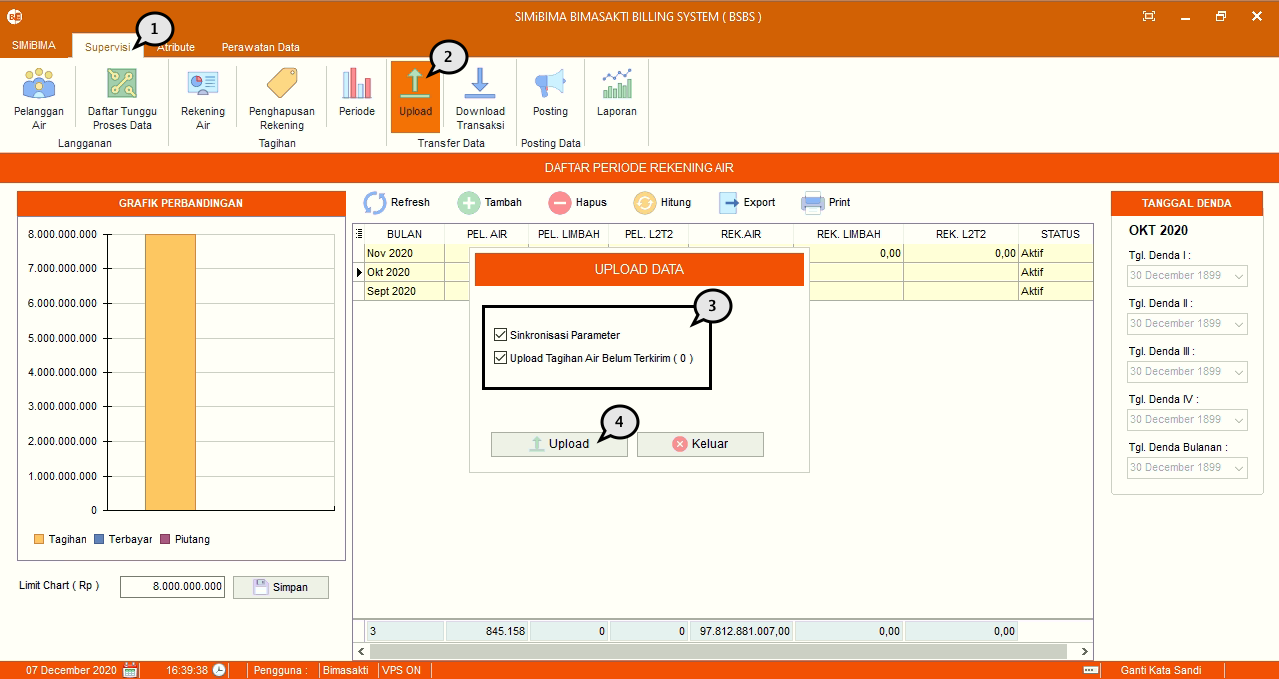 SIMiBIMA BIMASAKTI BILLING SYSTEM ( BSBS )
SIMiBIMA Supervisi Atribute Perawatan Data
1
2
Pelanggan Air
Daftar Tunggu Proses Data
Rekening Air
Penghapusan Rekening
Periode
Upload
Download Transaksi
Posting
Laporan
Langganan Tagihan Transfer Data Posting Data
DAFTAR PERIODE REKENING AIR
GRAFIK PERBANDINGAN
8.000.000.000
7.000.000.000
6.000.000.000
5.000.000.000
4.000.000.000
3.000.000.000
2.000.000.000
1.000.000.000
0
Tagihan Terbayar Piutang
Limit Chart ( Rp ) 8.000.000.000 Simpan
Refresh Tambah Hapus Hitung Export Print
BULAN PEL. AIR PEL. LIMBAH PEL. L2T2 REK.AIR REK. LIMBAH REK. L2T2 STATUS
Nov 2020 0,00 0,00 Aktif
Okt 2020 Aktif
Sept 2020 Aktif
UPLOAD DATA
3
Sinkronisasi Parameter
Upload Tagihan Air Belum Terkirim ( 0 )
4
Upload Keluar
3 845.158 0 0 97.812.881.007,00 0,00 0,00
TANGGAL DENDA
OKT 2020
Tgl. Denda I :
30 December 1899
Tgl. Denda II :
30 December 1899
Tgl. Denda III :
30 December 1899
Tgl. Denda IV :
30 December 1899
Tgl. Denda Bulanan :
30 December 1899
07 December 2020 16:39:38 Pengguna : Bimasakti VPS ON Ganti Kata Sandi